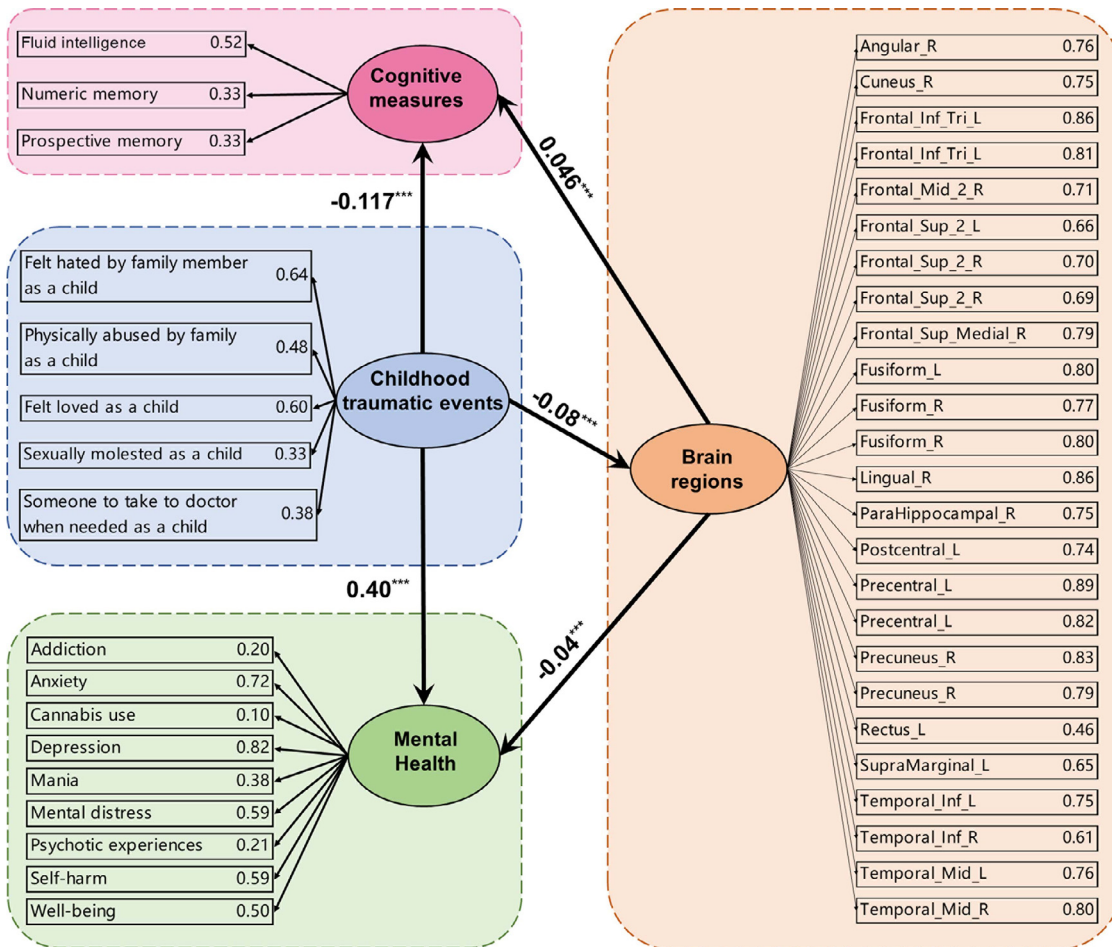 Fluid intelligence 0.52
Numeric memory 0.33
Prospective memory 0.33
Cognitive
measures
-0.117***
0.046***
Felt hated by family member
as a child
0.64
Physically abused by family
as a child
0.48
Felt loved as a child 0.60
Sexually molested as a child 0.33
Someone to take to doctor
when needed as a child
0.38
Childhood
traumatic events
-0.08***
0.40***
Brain
regions
-0.04***
Addiction 0.20
Anxiety 0.72
Cannabis use 0.10
Depression 0.82
Mania 0.38
Mental distress 0.59
Psychotic experiences 0.21
Self-harm 0.59
Well-being 0.50
Mental
Health
Angular_R 0.76
Cuneus_R 0.75
Frontal_Inf_Tri_L 0.86
Frontal_Inf_Tri_L 0.81
Frontal_Mid_2_R 0.71
Frontal_Sup_2_L 0.66
Frontal_Sup_2_R 0.70
Frontal_Sup_2_R 0.69
Frontal_Sup_Medial_R 0.79
Fusiform_L 0.80
Fusiform_R 0.77
Fusiform_R 0.80
Lingual_R 0.86
ParaHippocampal_R 0.75
Postcentral_L 0.74
Precentral_L 0.89
Precentral_L 0.82
Precuneus_R 0.83
Precuneus_R 0.79
Rectus_L 0.46
SupraMarginal_L 0.65
Temporal_Inf_L 0.75
Temporal_Inf_R 0.61
Temporal_Mid_L 0.76
Temporal_Mid_R 0.80